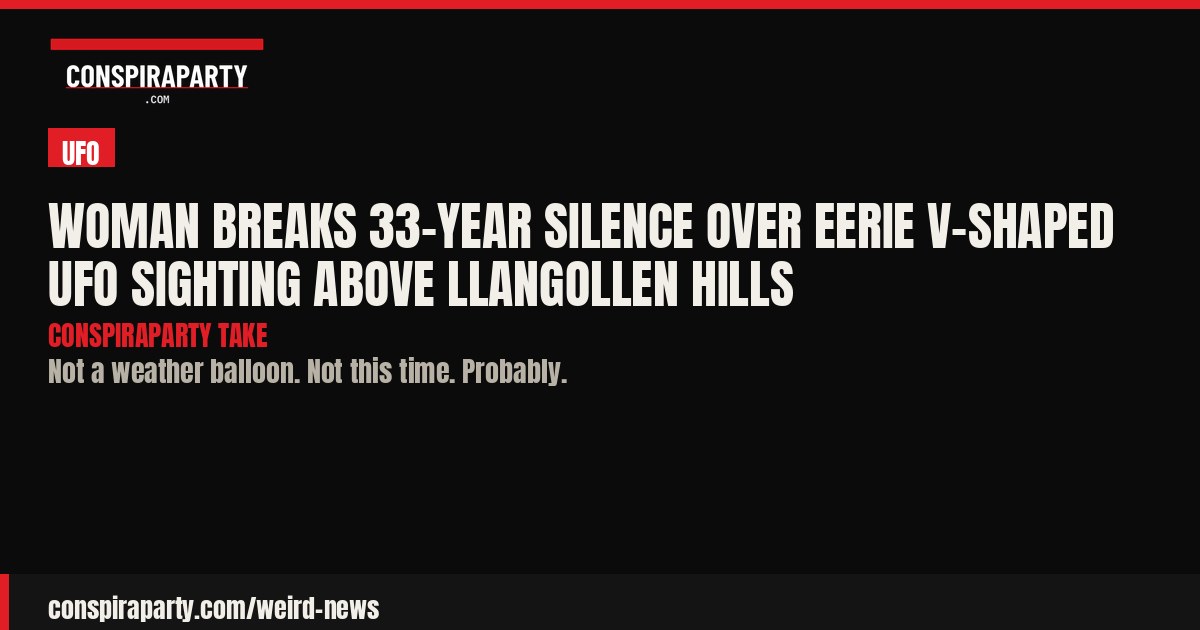 CONSPIRAPARTY
.COM
UFO
WOMAN BREAKS 33-YEAR SILENCE OVER EERIE V-SHAPED
UFO SIGHTING ABOVE LLANGOLLEN HILLS
CONSPIRAPARTY TAKE
Not a weather balloon. Not this time. Probably.
conspiraparty.com/weird-news